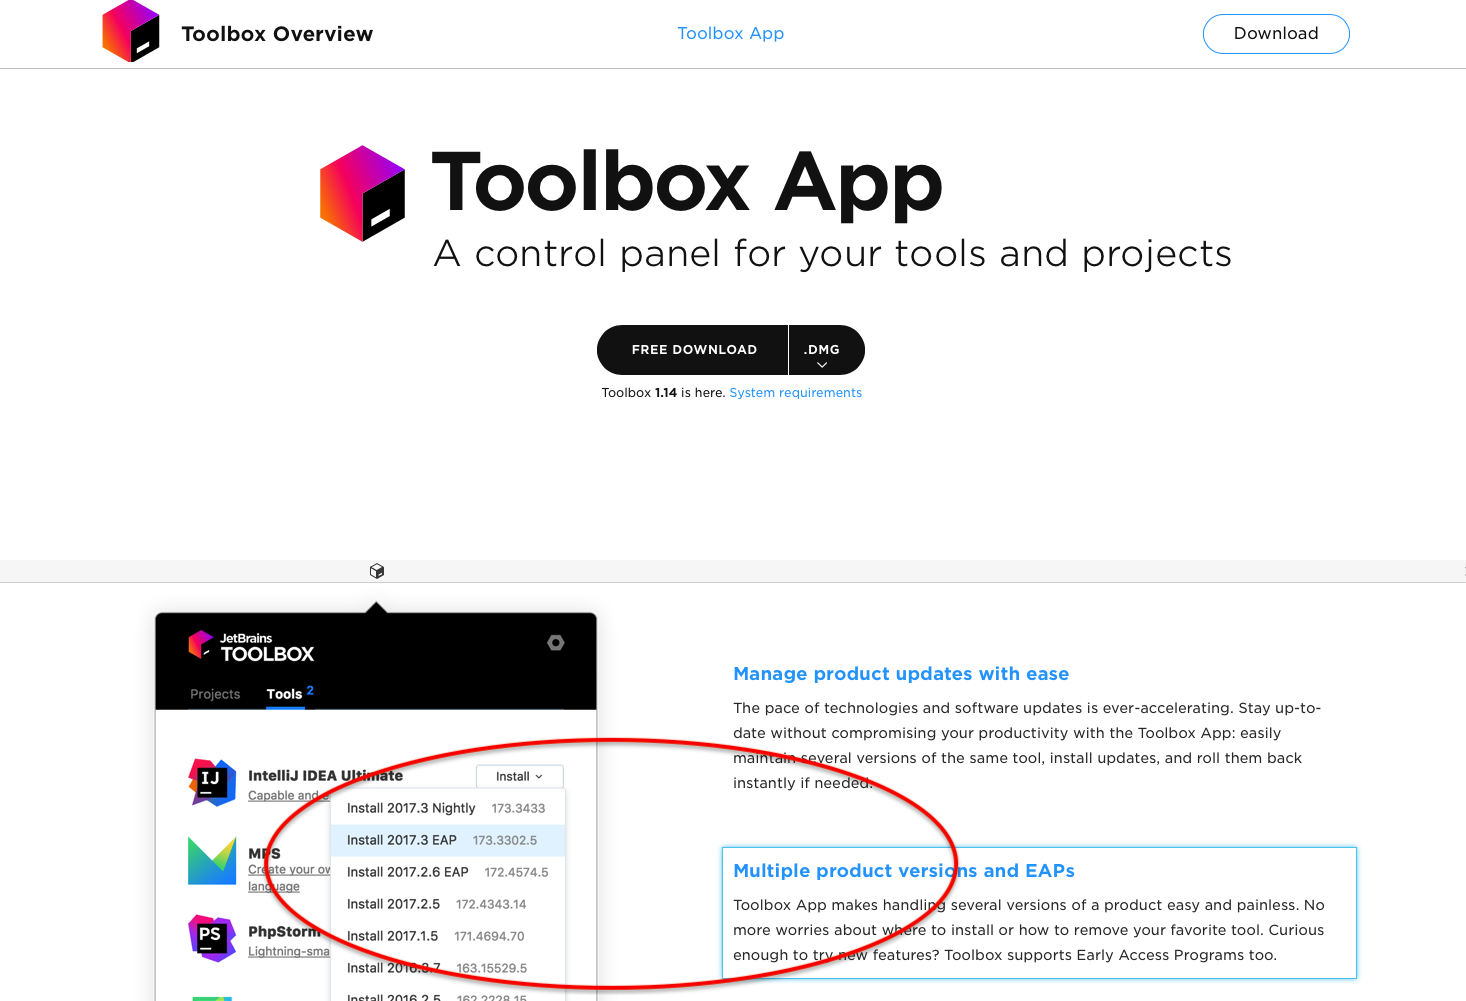 Toolbox Overview
Toolbox App
Download
Toolbox App
A control panel for your tools and projects
FREE DOWNLOAD
.DMG
Toolbox 1.14 is here. System requirements
JetBrains
TOOLBOX
Projects
Tools 2
IntelliJ IDEA Ultimate
Install
Capable and
Install 2017.3 Nightly 173.3433
Install 2017.3 EAP 173.3302.5
MPS
Create your
language
Install 2017.2.6 EAP 172.4574.5
Install 2017.2.5 172.4343.14
PhpStorm
Lightning-sma
Install 2017.1.5 171.4694.70
Install 2016.3.7 163.15529.5
Install 2016.2.5 162.2228.15
IJ
PS
Manage product updates with ease
The pace of technologies and software updates is ever-accelerating. Stay up-to-
date without compromising your productivity with the Toolbox App: easily
maintain several versions of the same tool, install updates, and roll them back
instantly if needed.
Multiple product versions and EAPs
Toolbox App makes handling several versions of a product easy and painless. No
more worries about where to install or how to remove your favorite tool. Curious
enough to try new features? Toolbox supports Early Access Programs too.